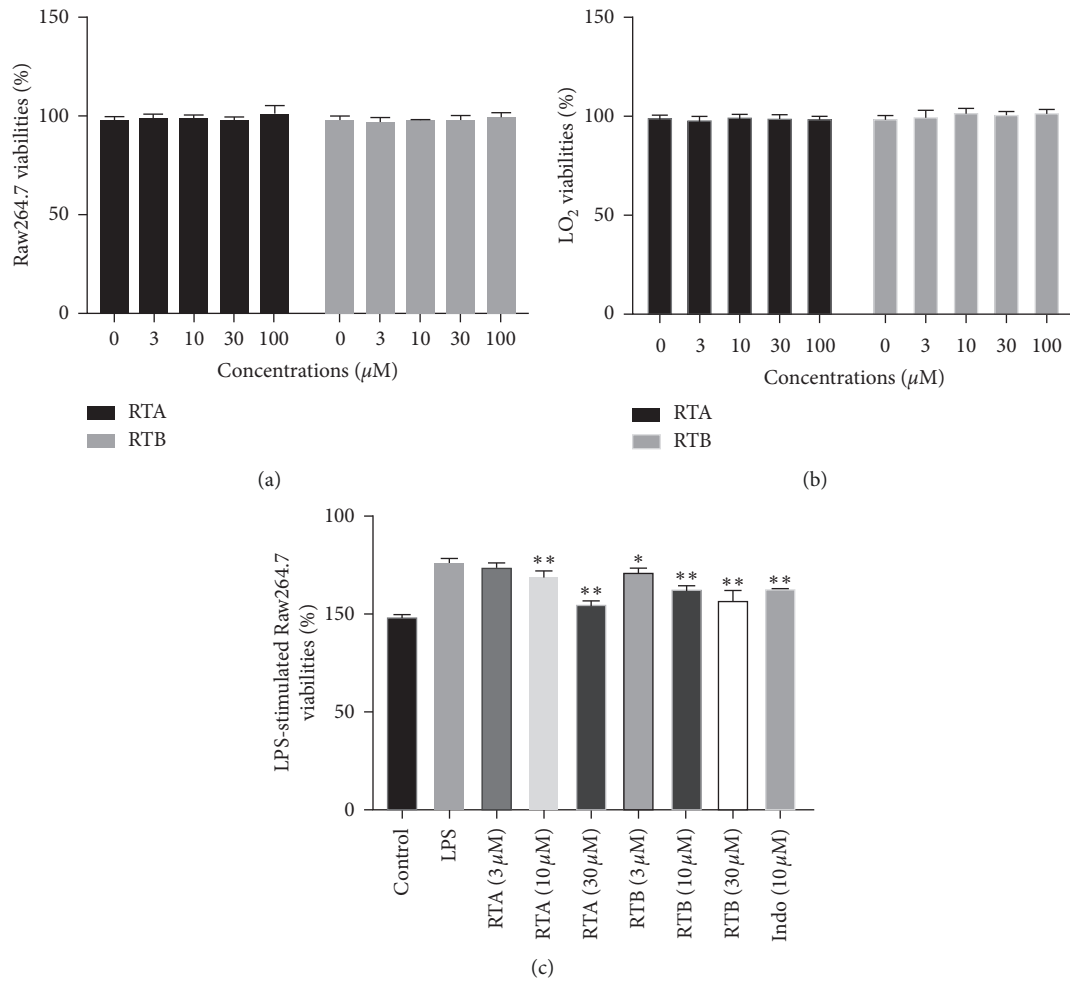 150
100
50
0
Raw264.7 viabilities (%)
0 3 10 30 100 0 3 10 30 100
Concentrations (μM)
RTA
RTB
(a)
150
100
50
0
LO2 viabilities (%)
0 3 10 30 100 0 3 10 30 100
Concentrations (μM)
RTA
RTB
(b)
100
150
50
0
LPS-stimulated Raw264.7
viabilities (%)
** ** * ** ** **
Control
LPS
RTA (3 μM)
RTA (10 μM)
RTA (30 μM)
RTB (3 μM)
RTB (10 μM)
RTB (30 μM)
Indo (10 μM)
(c)